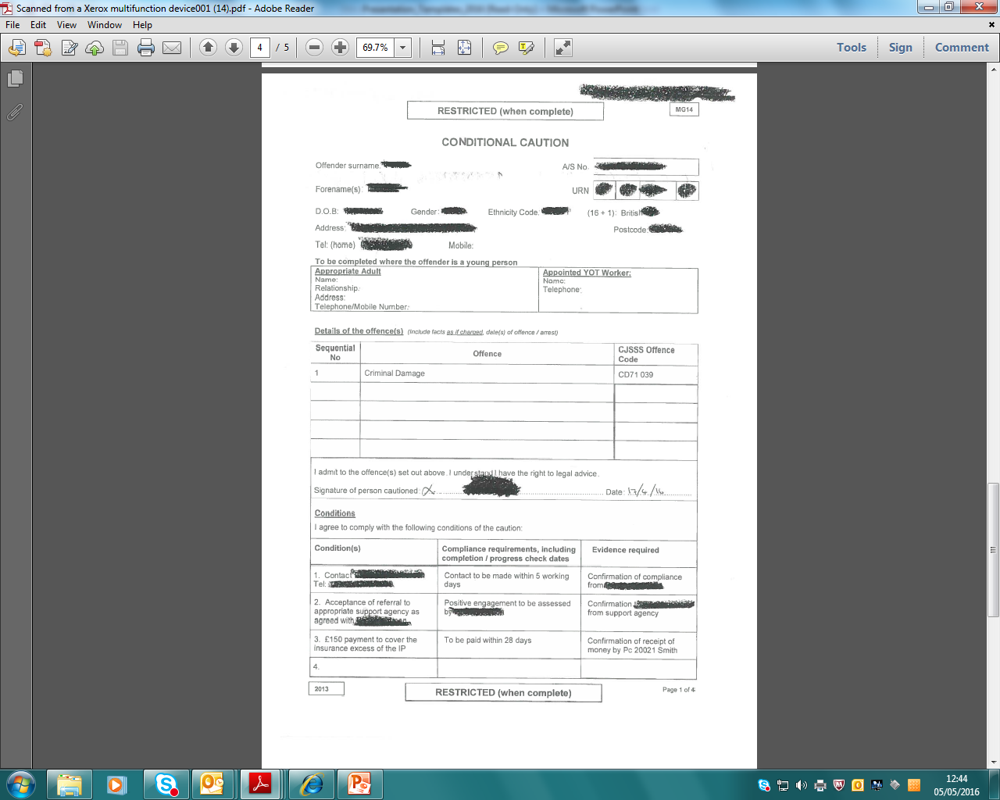 Scanned from a Xerox multifunction device001 (14).pdf - Adobe Reader
File Edit View Window Help
4 / 5 69.7% Tools Sign Comment
RESTRICTED (when complete)
MG14
CONDITIONAL CAUTION
Offender surname:
A/S No
Forename(s):
URN
D.O.B: Gender: Ethnicity Code: (16 + 1): British
Address: Postcode:
Tel: (home) Mobile:
To be completed where the offender is a young person
Appropriate Adult Appointed YOT Worker:
Name: Name:
Relationship: Telephone:
Address:
Telephone/Mobile Number:
Details of the offence(s) (Include facts as if charged, date(s) of offence / arrest)
Sequential No Offence CJSSS Offence Code
1 Criminal Damage CD71 039
I admit to the offence(s) set out above. I understand I have the right to legal advice.
Signature of person cautioned: Date: 17/4/16
Conditions
I agree to comply with the following conditions of the caution:
Condition(s) Compliance requirements, including completion / progress check dates Evidence required
1. Contact
Tel:
Contact to be made within 5 working
days
Confirmation of compliance
from
2. Acceptance of referral to
appropriate support agency as
agreed with
Positive engagement to be assessed
by
Confirmation
from support agency
3. £150 payment to cover the
insurance excess of the IP
To be paid within 28 days
Confirmation of receipt of
money by Pc 20021 Smith
4.
2013
RESTRICTED (when complete)
Page 1 of 4
12:44
05/05/2016